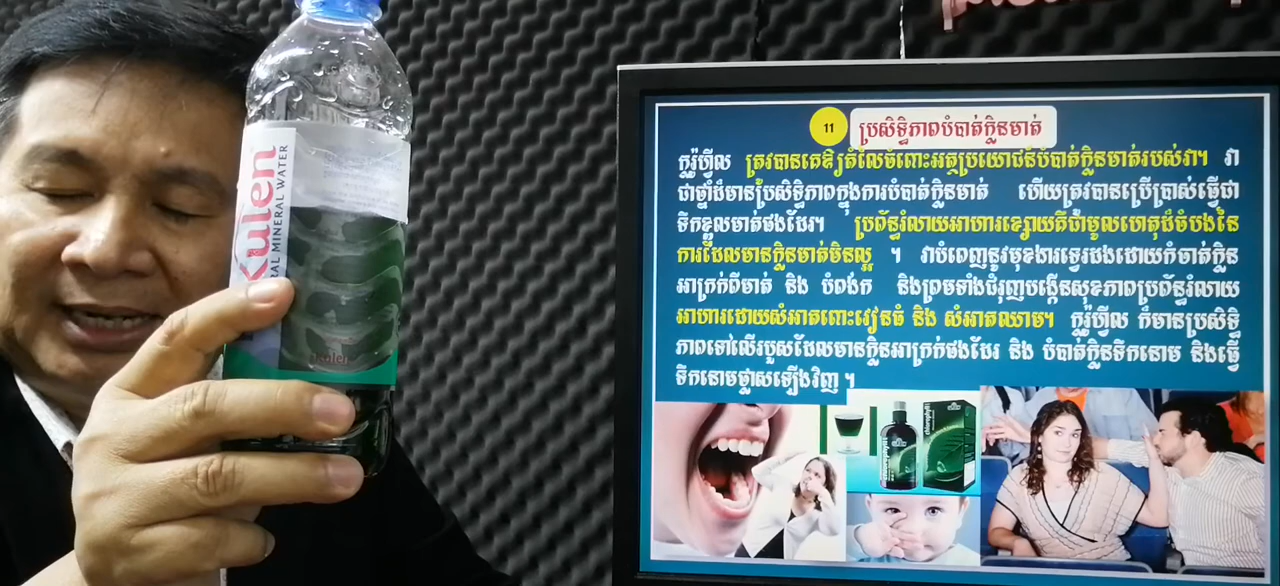 Kulen
RAL MINERAL WATER
kulen
11
ប្រសិទ្ធិភាពបំបាត់ក្លិនមាត់
ក្លរ៉ូហ្វីល ត្រូវបានគេឱ្យតំលៃចំពោះអត្ថប្រយោជន៍បំបាត់ក្លិនមាត់របស់វា។ វា
ជាថ្នាំដ៏មានប្រសិទ្ធិភាពក្នុងការបំបាត់ក្លិនមាត់ ហើយត្រូវបានប្រើប្រាស់ធ្វើជា
ទឹកខ្ពុលមាត់ផងដែរ។ ប្រព័ន្ធរំលាយអាហារខ្សោយគឺជាមូលហេតុដ៏ចំបងនៃ
ការដែលមានក្លិនមាត់មិនល្អ ។ វាបំពេញនូវមុខងារទ្វេរដងដោយកំចាត់ក្លិន
អាក្រក់ពីមាត់ និង បំពង់ក និងព្រមទាំងជំរុញបង្កើនសុខភាពប្រព័ន្ធរំលាយ
អាហារដោយសំអាតពោះវៀនធំ និង សំអាតឈាម។ ក្លរ៉ូហ្វីល ក៏មានប្រសិទ្ធិ
ភាពទៅលើរបួសដែលមានក្លិនអាក្រក់ផងដែរ និង បំបាត់ក្លិនទឹកនោម និងធ្វើ
ទឹកនោមថ្លាស់ឡើងវិញ ។
chlorophyll
chlorophyll